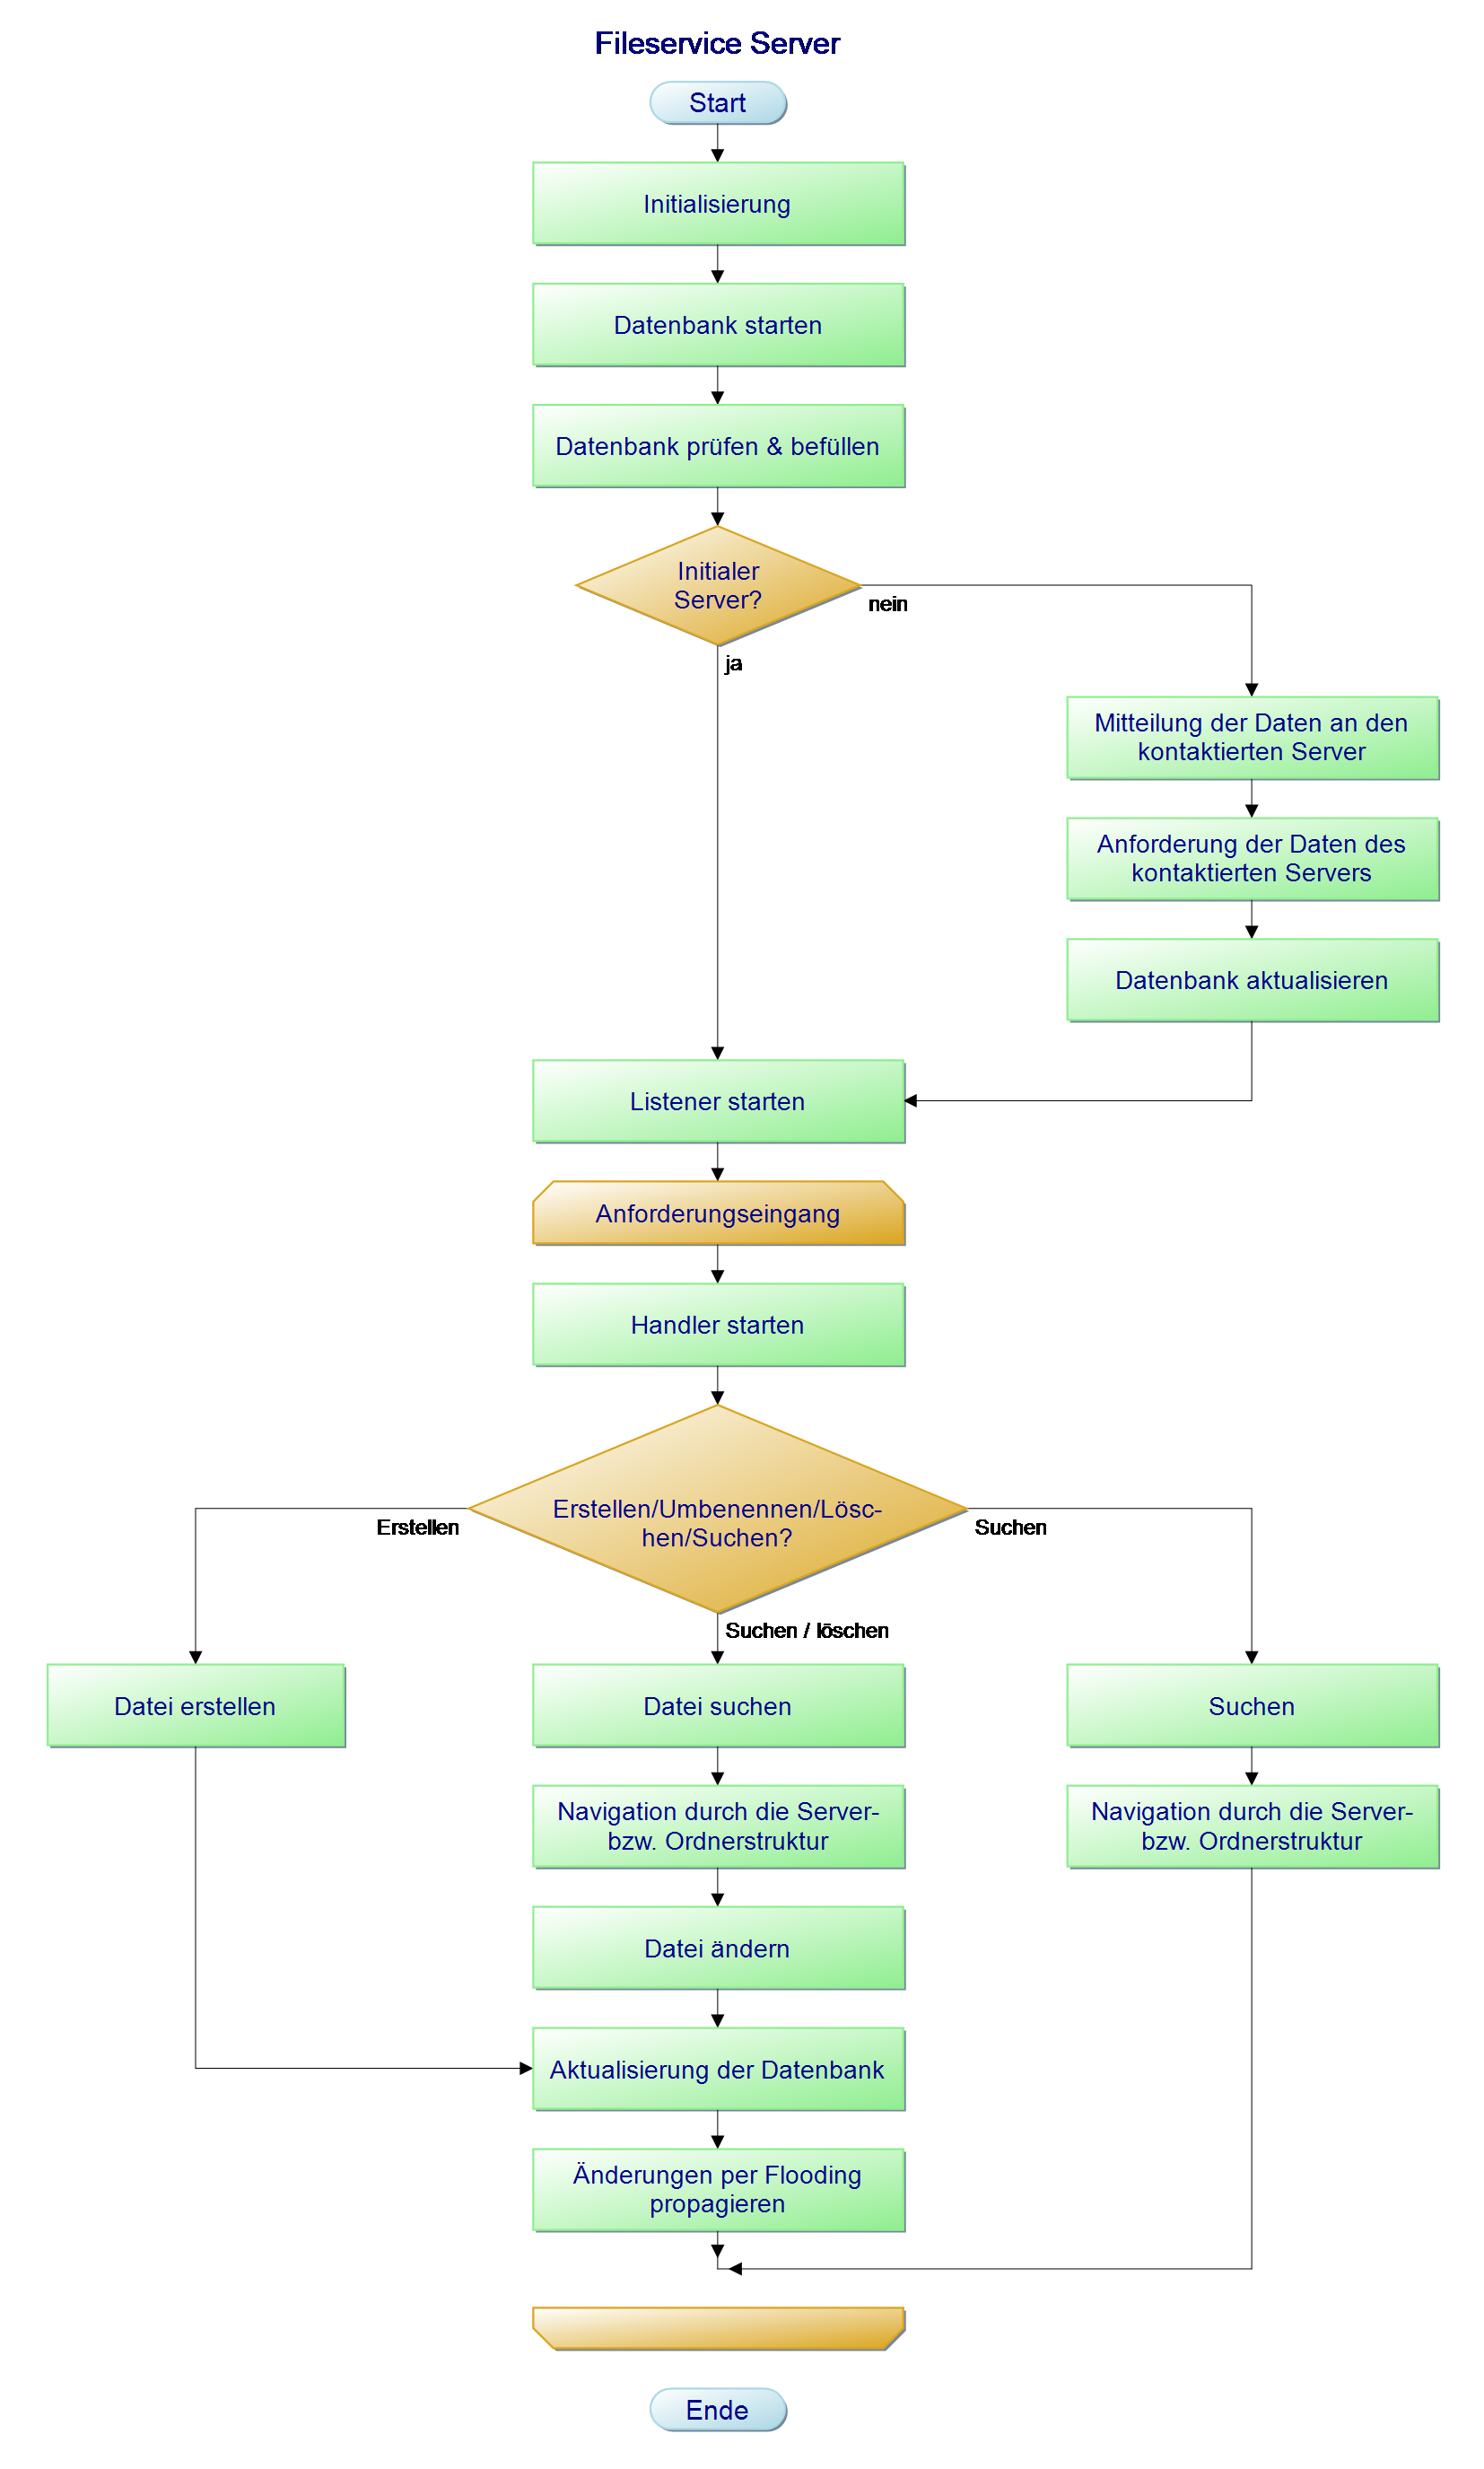 Fileservice Server
Start
Initialisierung
Datenbank starten
Datenbank prüfen & befüllen
Initialer
Server?
nein
ja
Mitteilung der Daten an den
kontaktierten Server
Anforderung der Daten des
kontaktierten Servers
Datenbank aktualisieren
Listener starten
Anforderungseingang
Handler starten
Erstellen/Umbenennen/Lösc-
hen/Suchen?
Erstellen
Suchen
Suchen / löschen
Datei erstellen
Datei suchen
Suchen
Navigation durch die Server-
bzw. Ordnerstruktur
Navigation durch die Server-
bzw. Ordnerstruktur
Datei ändern
Aktualisierung der Datenbank
Änderungen per Flooding
propagieren
Ende